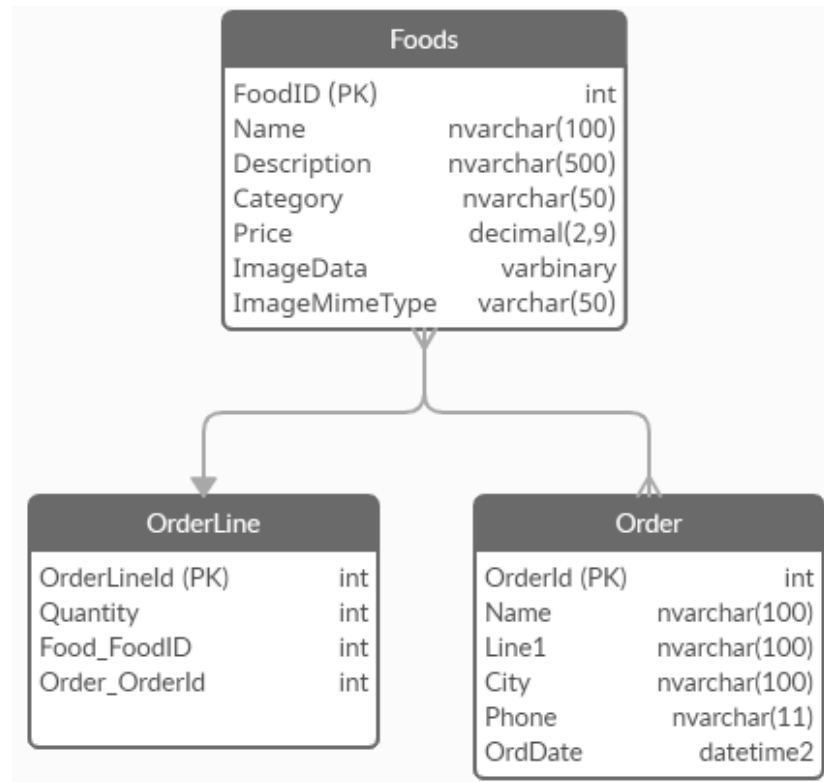 Foods
FoodID (PK) int
Name nvarchar(100)
Description nvarchar(500)
Category nvarchar(50)
Price decimal(2,9)
ImageData varbinary
ImageMimeType varchar(50)
OrderLine
OrderLineId (PK) int
Quantity int
Food_FoodID int
Order_OrderId int
Order
OrderId (PK) int
Name nvarchar(100)
Line1 nvarchar(100)
City nvarchar(100)
Phone nvarchar(11)
OrdDate datetime2